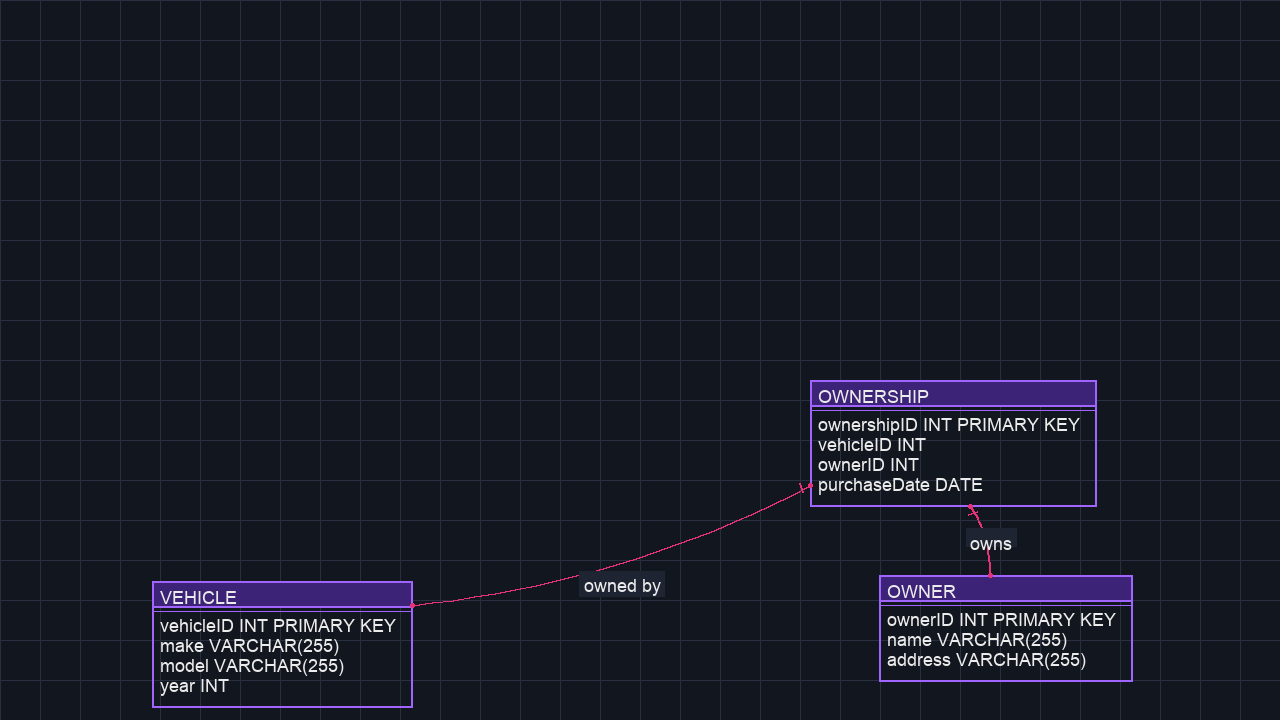 OWNERSHIP
ownershipID INT PRIMARY KEY
vehicleID INT
ownerID INT
purchaseDate DATE
owns
owned by
VEHICLE
vehicleID INT PRIMARY KEY
make VARCHAR(255)
model VARCHAR(255)
year INT
OWNER
ownerID INT PRIMARY KEY
name VARCHAR(255)
address VARCHAR(255)